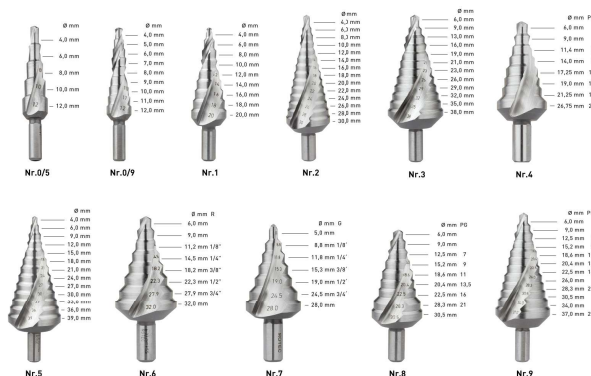 Ø mm
4,0 mm
6,0 mm
8,0 mm
10,0 mm
12,0 mm
Nr.0/5
Ø mm
4,0 mm
5,0 mm
6,0 mm
7,0 mm
8,0 mm
9,0 mm
10,0 mm
11,0 mm
12,0 mm
Nr.0/9
Ø mm
4,0 mm
6,0 mm
8,0 mm
10,0 mm
12,0 mm
14,0 mm
16,0 mm
18,0 mm
20,0 mm
Nr.1
Ø mm
6,3 mm
8,3 mm
10,0 mm
12,0 mm
14,0 mm
16,0 mm
18,0 mm
20,0 mm
22,0 mm
24,0 mm
26,0 mm
28,0 mm
30,0 mm
Nr.2
Ø mm
6,0 mm
9,0 mm
13,0 mm
16,0 mm
19,0 mm
21,0 mm
23,0 mm
26,0 mm
29,0 mm
32,0 mm
35,0 mm
38,0 mm
Nr.3
Ø mm P
6,0 mm
9,0 mm
11,4 mm
14,0 mm
17,25 mm 1
19,0 mm 1
21,25 mm 1
26,75 mm 2
Nr.4
Ø mm
4,0 mm
6,0 mm
9,0 mm
12,0 mm
15,0 mm
18,0 mm
21,0 mm
24,0 mm
27,0 mm
30,0 mm
36,0 mm
39,0 mm
Nr.5
Ø mm R
6,0 mm
9,0 mm
11,2 mm 1/8"
14,5 mm 1/4"
18,2 mm 3/8"
22,3 mm 1/2"
27,9 mm 3/4"
32,0 mm
Nr.6
Ø mm G
5,0 mm
8,8 mm 1/8"
11,8 mm 1/4"
15,3 mm 3/8"
19,0 mm 1/2"
24,5 mm 3/4"
28,0 mm
Nr.7
Ø mm PG
6,0 mm
9,0 mm
12,5 mm 7
15,2 mm 9
18,6 mm 11
20,4 mm 13,5
22,5 mm 16
28,3 mm 21
30,5 mm
Nr.8
Ø mm P
6,0 mm
9,0 mm
12,5 mm
15,2 mm
18,6 mm 1
20,4 mm 1
22,5 mm 1
26,0 mm
28,3 mm 2
30,5 mm
34,0 mm
37,0 mm 2
Nr.9